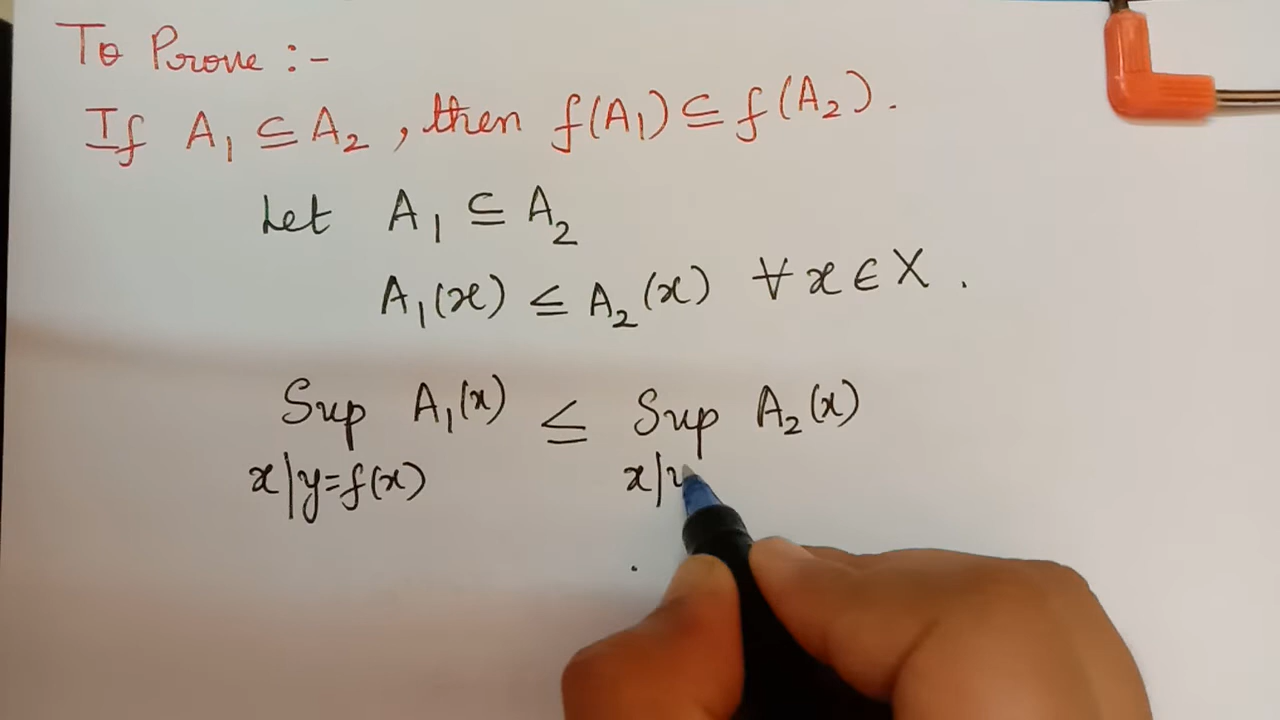 To Prove :-
If A₁ ⊆ A₂, then f(A₁) ⊆ f(A₂).
Let A₁ ⊆ A₂
A₁(x) ≤ A₂(x) ∀ x ∈ X.
Sup A₁(x) ≤ Sup A₂(x)
x|y=f(x) x|